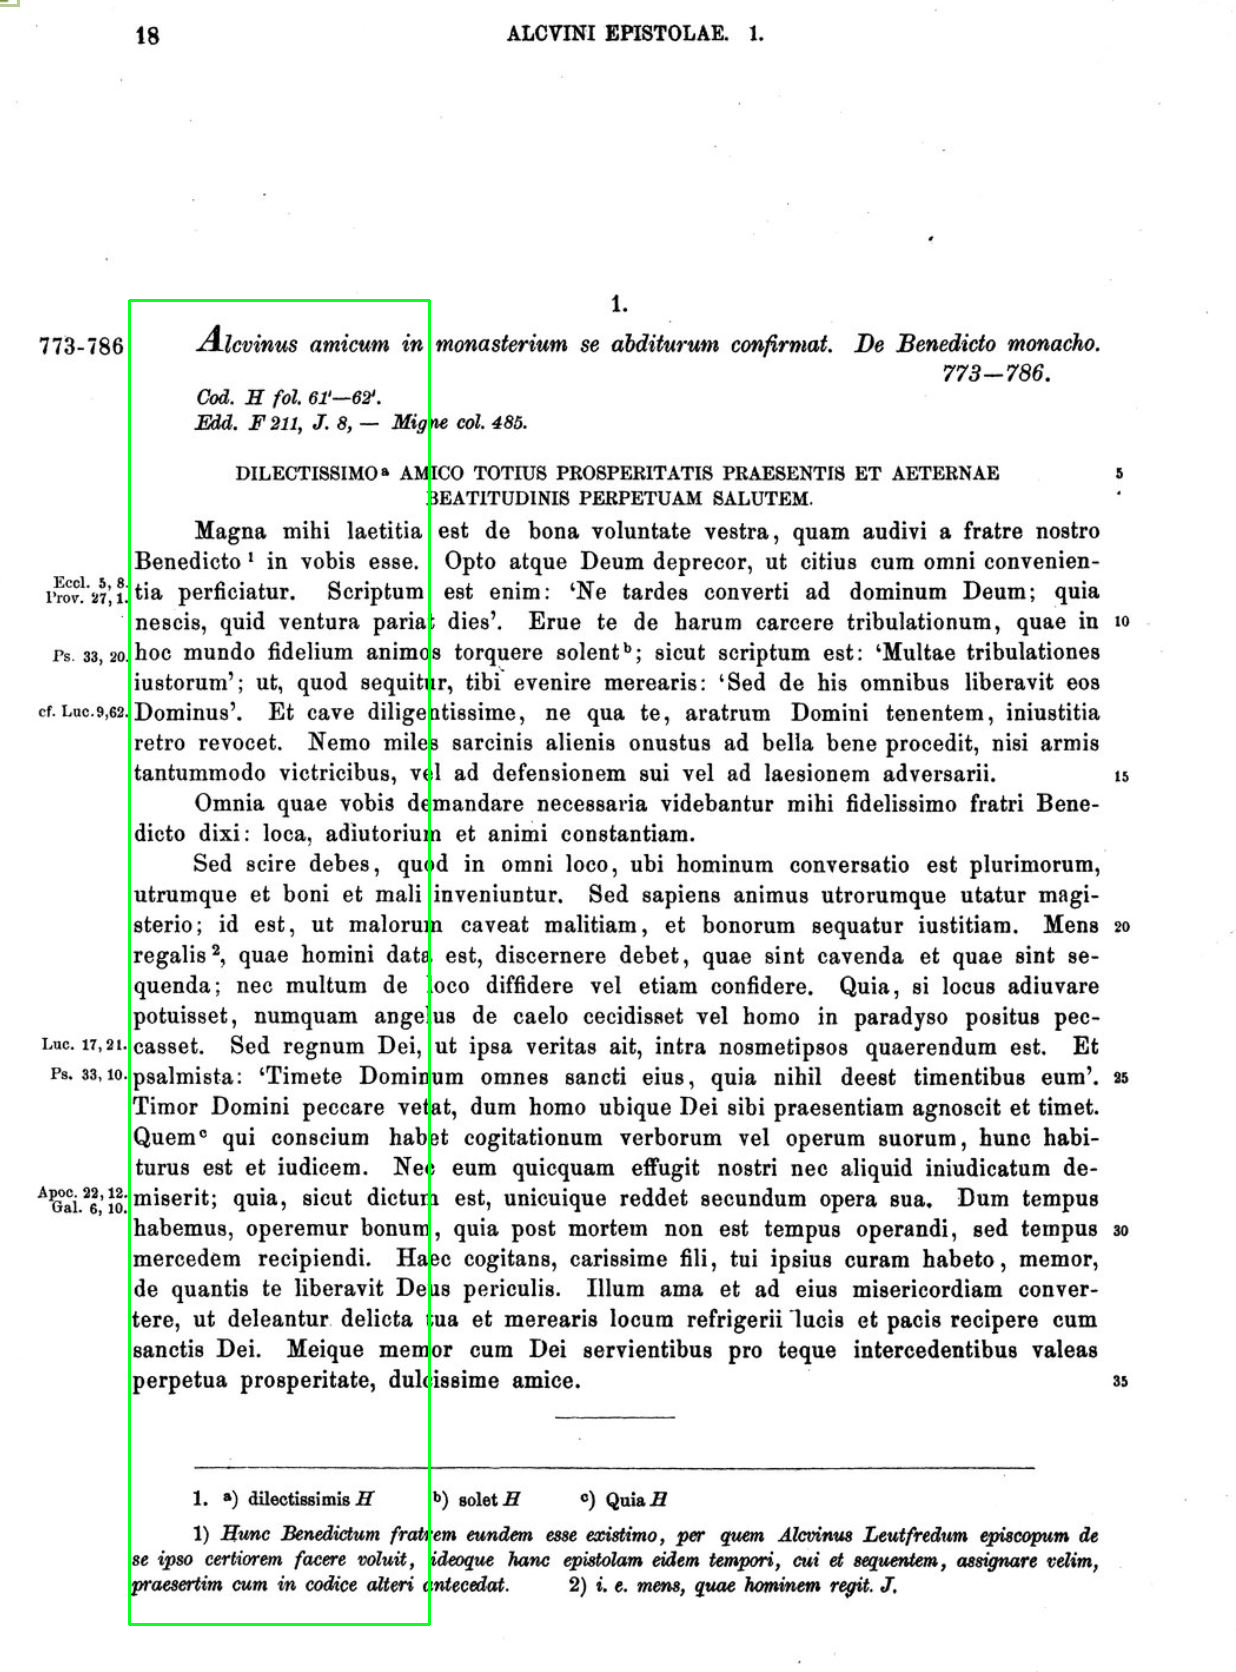 18
ALCVINI EPISTOLAE. 1.
1.
773-786 Alcvinus amicum in monasterium se abditurum confirmat. De Benedicto monacho.
773—786.
Cod. H fol. 61'—62'.
Edd. F 211, J. 8, — Migne col. 485.
DILECTISSIMO a AMICO TOTIUS PROSPERITATIS PRAESENTIS ET AETERNAE 5
BEATITUDINIS PERPETUAM SALUTEM.
Magna mihi laetitia est de bona voluntate vestra, quam audivi a fratre nostro
Benedicto ¹ in vobis esse. Opto atque Deum deprecor, ut citius cum omni convenien-
Eccl. 5, 8.
Prov. 27, 1. tia perficiatur. Scriptum est enim: ‘Ne tardes converti ad dominum Deum; quia
nescis, quid ventura pariat dies’. Erue te de harum carcere tribulationum, quae in 10
Ps. 33, 20. hoc mundo fidelium animos torquere solent b; sicut scriptum est: ‘Multae tribulationes
iustorum’; ut, quod sequitur, tibi evenire merearis: ‘Sed de his omnibus liberavit eos
cf. Luc. 9,62. Dominus’. Et cave diligentissime, ne qua te, aratrum Domini tenentem, iniustitia
retro revocet. Nemo miles sarcinis alienis onustus ad bella bene procedit, nisi armis
tantummodo victricibus, vel ad defensionem sui vel ad laesionem adversarii. 15
Omnia quae vobis demandare necessaria videbantur mihi fidelissimo fratri Bene-
dicto dixi: loca, adiutorium et animi constantiam.
Sed scire debes, quod in omni loco, ubi hominum conversatio est plurimorum,
utrumque et boni et mali inveniuntur. Sed sapiens animus utrorumque utatur magi-
sterio; id est, ut malorum caveat malitiam, et bonorum sequatur iustitiam. Mens 20
regalis ², quae homini data est, discernere debet, quae sint cavenda et quae sint se-
quenda; nec multum de loco diffidere vel etiam confidere. Quia, si locus adiuvare
potuisset, numquam angelus de caelo cecidisset vel homo in paradyso positus pec-
Luc. 17, 21. casset. Sed regnum Dei, ut ipsa veritas ait, intra nosmetipsos quaerendum est. Et
Ps. 33, 10. psalmista: ‘Timete Dominum omnes sancti eius, quia nihil deest timentibus eum’. 25
Timor Domini peccare vetat, dum homo ubique Dei sibi praesentiam agnoscit et timet.
Quem c qui conscium habet cogitationum verborum vel operum suorum, hunc habi-
turus est et iudicem. Nec eum quicquam effugit nostri nec aliquid iniudicatum de-
Apoc. 22, 12.
Gal. 6, 10. miserit; quia, sicut dictum est, unicuique reddet secundum opera sua. Dum tempus
habemus, operemur bonum, quia post mortem non est tempus operandi, sed tempus 30
mercedem recipiendi. Haec cogitans, carissime fili, tui ipsius curam habeto, memor,
de quantis te liberavit Deus periculis. Illum ama et ad eius misericordiam conver-
tere, ut deleantur delicta tua et merearis locum refrigerii lucis et pacis recipere cum
sanctis Dei. Meique memor cum Dei servientibus pro teque intercedentibus valeas
perpetua prosperitate, dulcissime amice. 35
1. a) dilectissimis H b) solet H c) Quia H
1) Hunc Benedictum fratrem eundem esse existimo, per quem Alcvinus Leutfredum episcopum de
se ipso certiorem facere voluit, ideoque hanc epistolam eidem tempori, cui et sequentem, assignare velim,
praesertim cum in codice alteri antecedat. 2) i. e. mens, quae hominem regit. J.